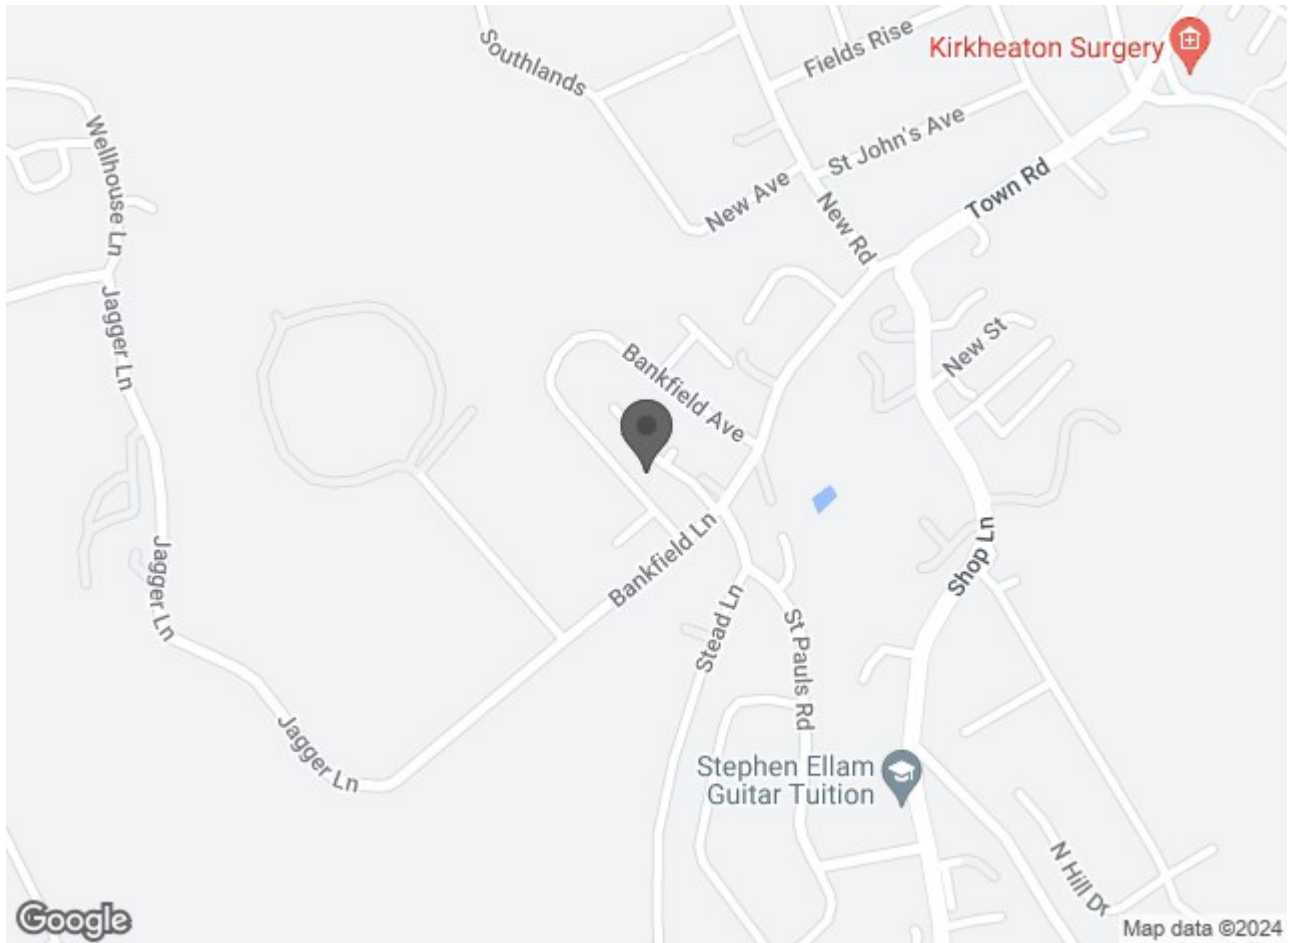 Southlands
Fields Rise
Kirkheaton Surgery
Wellhouse Ln
St John's Ave
New Ave
New Rd
Town Rd
Jagger Ln
Bankfield Ave
New St
Bankfield Ln
Shop Ln
Jagger Ln
Stead Ln
St Pauls Rd
Jagger Ln
Stephen Ellam
Guitar Tuition
N Hill Dr
Google
Map data ©2024